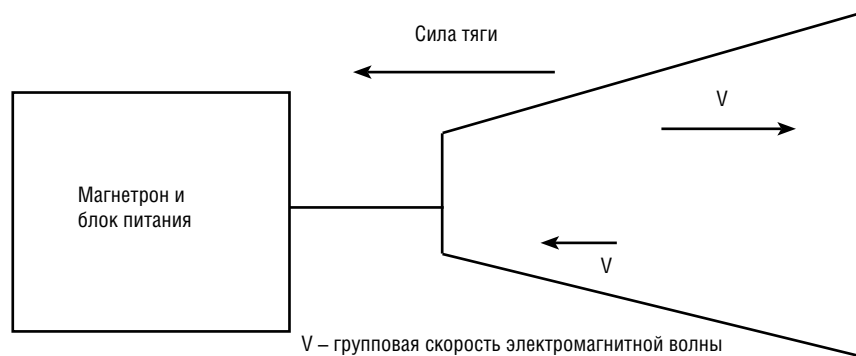 Сила тяги
V
Магнетрон и
блок питания
V
V – групповая скорость электромагнитной волны